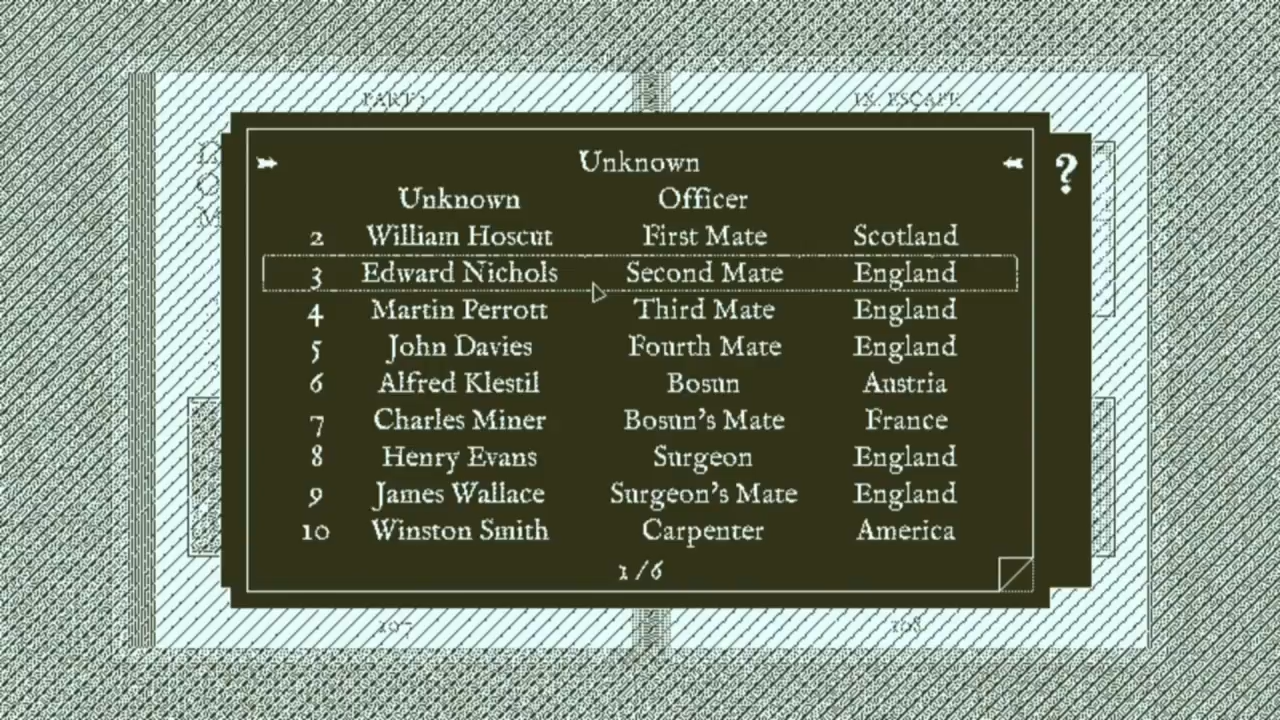 PART 7
IX. ESCAPE
Unknown
?
Unknown Officer
2 William Hoscut First Mate Scotland
3 Edward Nichols Second Mate England
4 Martin Perrott Third Mate England
5 John Davies Fourth Mate England
6 Alfred Klestil Bosun Austria
7 Charles Miner Bosun's Mate France
8 Henry Evans Surgeon England
9 James Wallace Surgeon's Mate England
10 Winston Smith Carpenter America
1/6
107
108